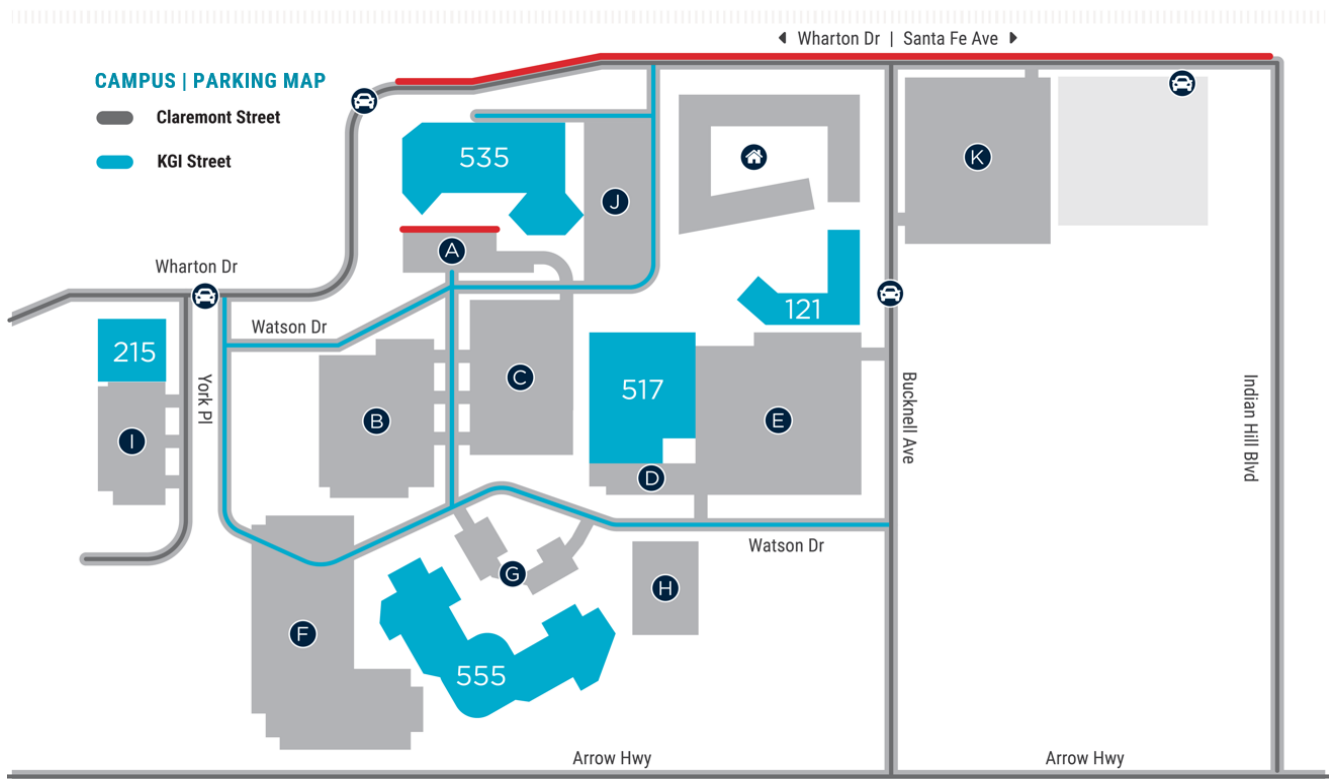 Wharton Dr | Santa Fe Ave
CAMPUS | PARKING MAP
Claremont Street
KGI Street
535
K
J
A
Wharton Dr
121
Watson Dr
215
C
517
York Pl
Bucknell Ave
Indian Hill Blvd
B
E
I
D
Watson Dr
G
H
F
555
Arrow Hwy
Arrow Hwy